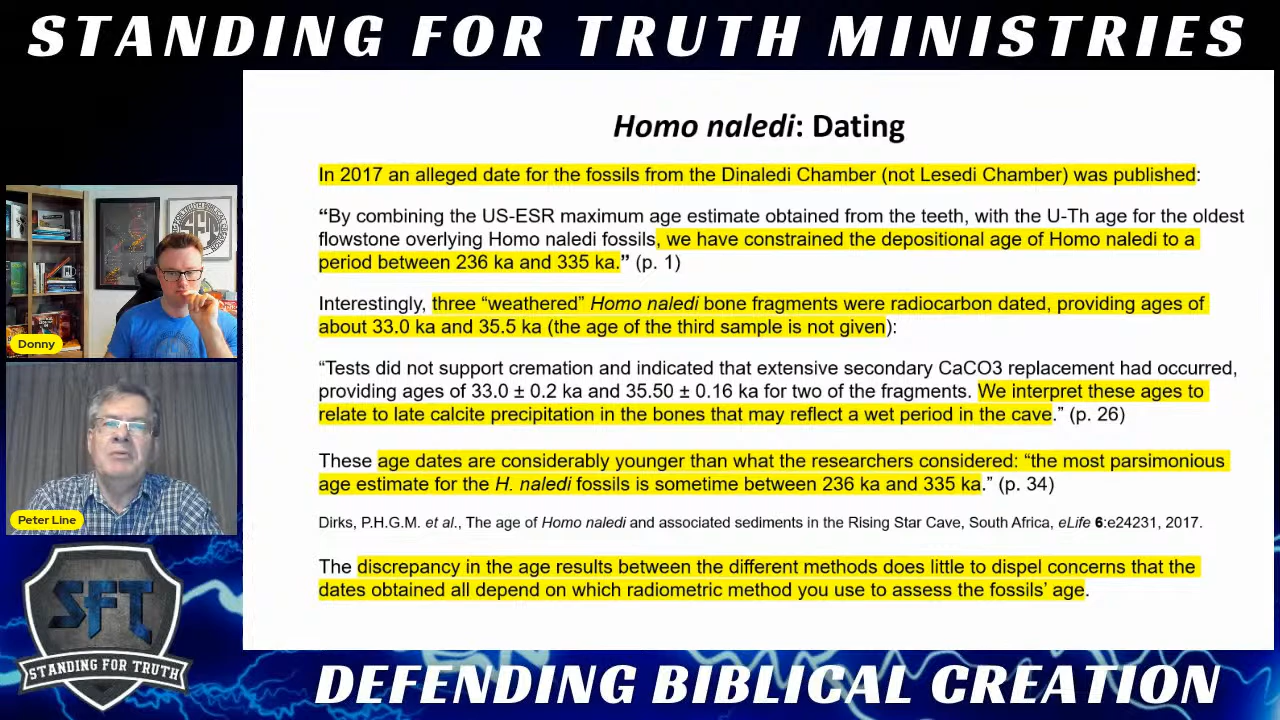 STANDING FOR TRUTH MINISTRIES
Homo naledi: Dating
In 2017 an alleged date for the fossils from the Dinaledi Chamber (not Lesedi Chamber) was published:
“By combining the US-ESR maximum age estimate obtained from the teeth, with the U-Th age for the oldest
flowstone overlying Homo naledi fossils, we have constrained the depositional age of Homo naledi to a
period between 236 ka and 335 ka.” (p. 1)
Interestingly, three “weathered” Homo naledi bone fragments were radiocarbon dated, providing ages of
about 33.0 ka and 35.5 ka (the age of the third sample is not given):
“Tests did not support cremation and indicated that extensive secondary CaCO3 replacement had occurred,
providing ages of 33.0 ± 0.2 ka and 35.50 ± 0.16 ka for two of the fragments. We interpret these ages to
relate to late calcite precipitation in the bones that may reflect a wet period in the cave.” (p. 26)
These age dates are considerably younger than what the researchers considered: “the most parsimonious
age estimate for the H. naledi fossils is sometime between 236 ka and 335 ka.” (p. 34)
Dirks, P.H.G.M. et al., The age of Homo naledi and associated sediments in the Rising Star Cave, South Africa, eLife 6:e24231, 2017.
The discrepancy in the age results between the different methods does little to dispel concerns that the
dates obtained all depend on which radiometric method you use to assess the fossils’ age.
Donny
Peter Line
SFT
STANDING FOR TRUTH
DEFENDING BIBLICAL CREATION